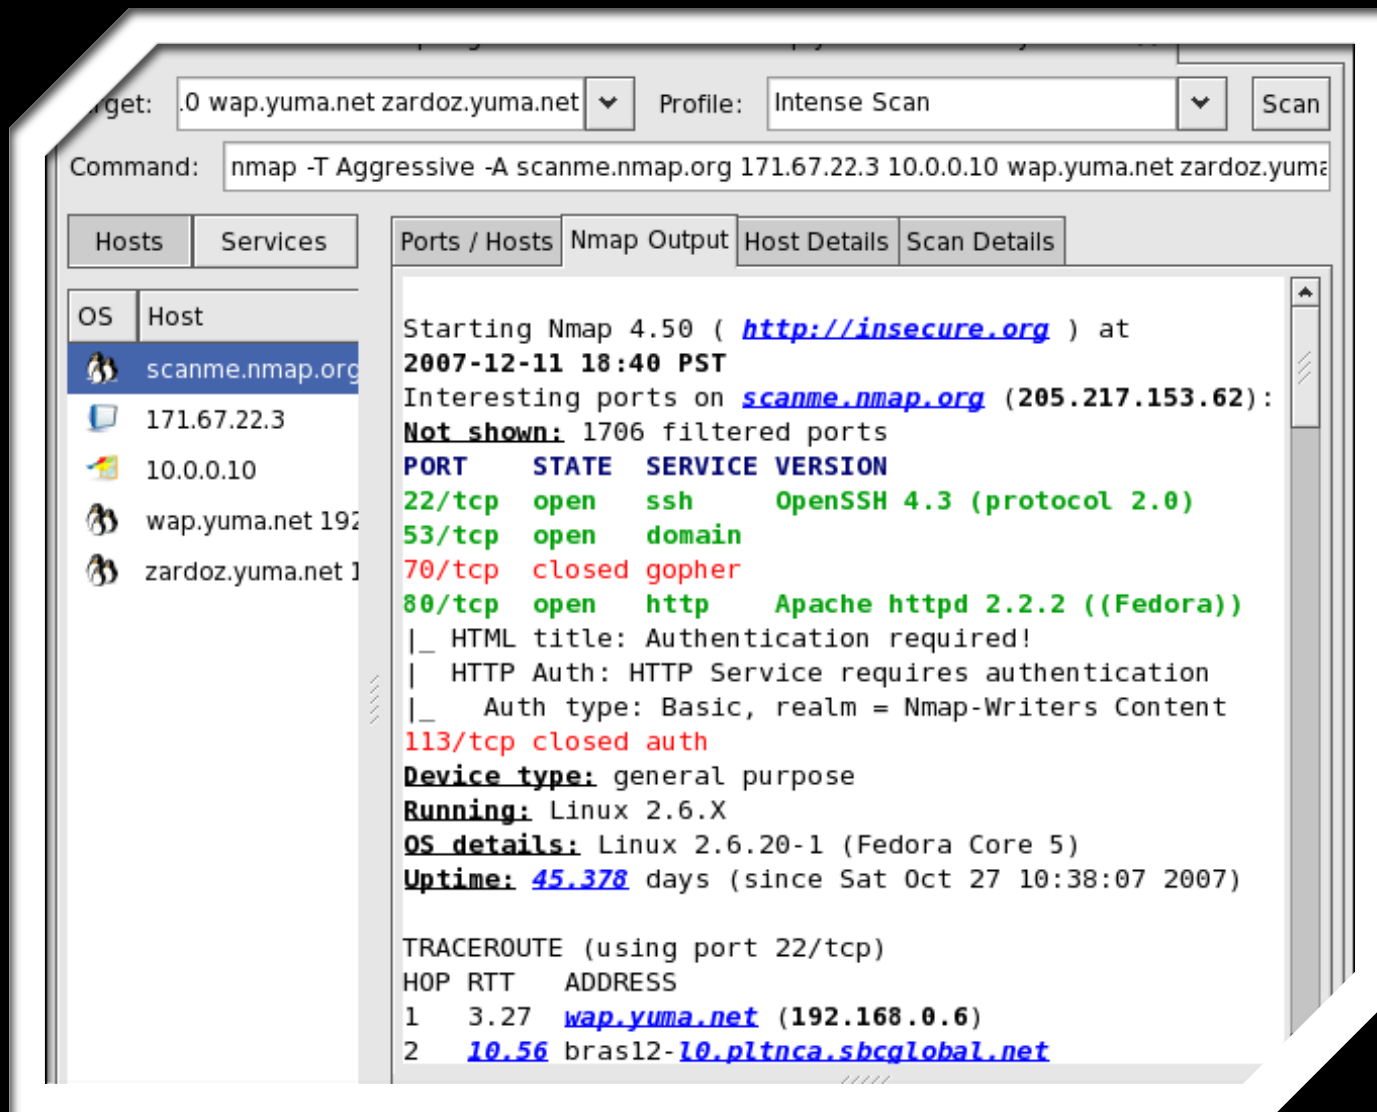 rget: .0 wap.yuma.net zardoz.yuma.net Profile: Intense Scan Scan
Command: nmap -T Aggressive -A scanme.nmap.org 171.67.22.3 10.0.0.10 wap.yuma.net zardoz.yuma
Hosts Services
OS Host
scanme.nmap.org
171.67.22.3
10.0.0.10
wap.yuma.net 192
zardoz.yuma.net 1
Ports / Hosts Nmap Output Host Details Scan Details
Starting Nmap 4.50 ( http://insecure.org ) at
2007-12-11 18:40 PST
Interesting ports on scanme.nmap.org (205.217.153.62):
Not shown: 1706 filtered ports
PORT STATE SERVICE VERSION
22/tcp open ssh OpenSSH 4.3 (protocol 2.0)
53/tcp open domain
70/tcp closed gopher
80/tcp open http Apache httpd 2.2.2 ((Fedora))
|_ HTML title: Authentication required!
| HTTP Auth: HTTP Service requires authentication
|_ Auth type: Basic, realm = Nmap-Writers Content
113/tcp closed auth
Device type: general purpose
Running: Linux 2.6.X
OS details: Linux 2.6.20-1 (Fedora Core 5)
Uptime: 45.378 days (since Sat Oct 27 10:38:07 2007)
TRACEROUTE (using port 22/tcp)
HOP RTT ADDRESS
1 3.27 wap.yuma.net (192.168.0.6)
2 10.56 bras12-l0.pltnca.sbcglobal.net